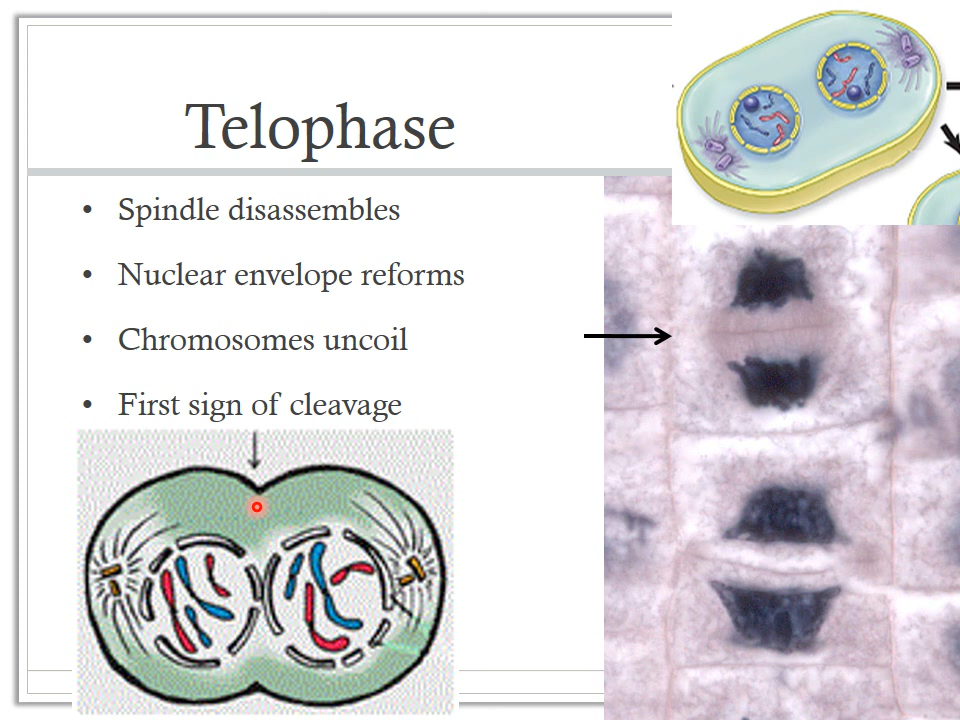 Telophase
• Spindle disassembles
• Nuclear envelope reforms
• Chromosomes uncoil
• First sign of cleavage